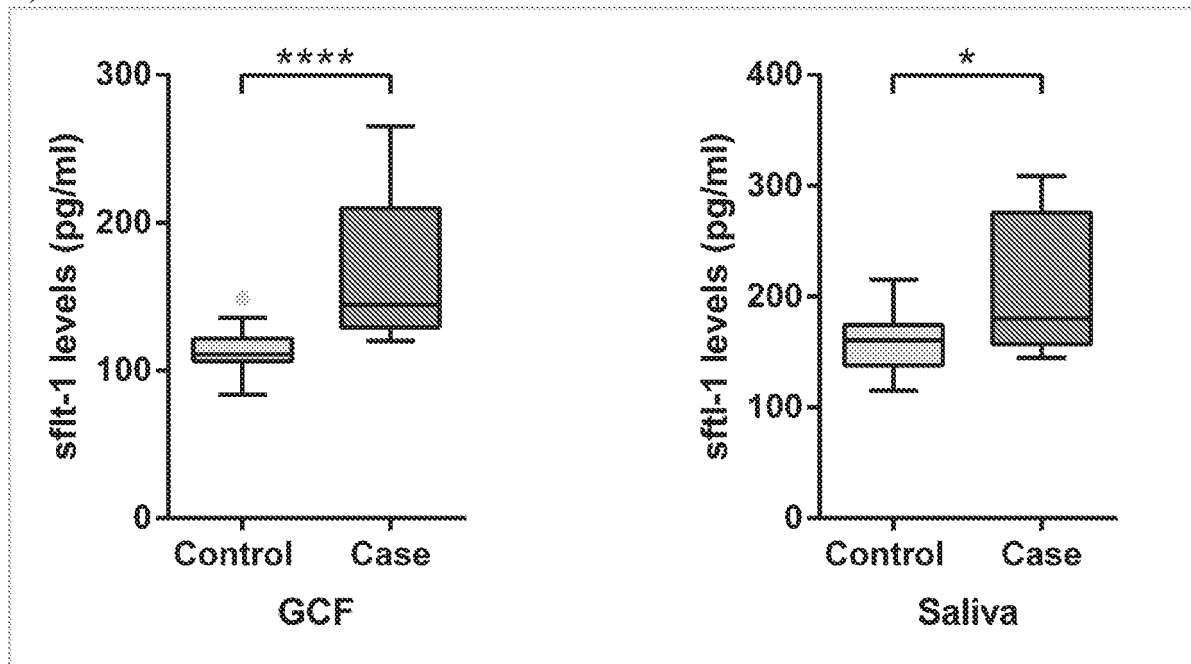 ****
300
200
100
0
sflt-1 levels (pg/ml)
Control Case
GCF
*
400
300
200
100
0
sftl-1 levels (pg/ml)
Control Case
Saliva